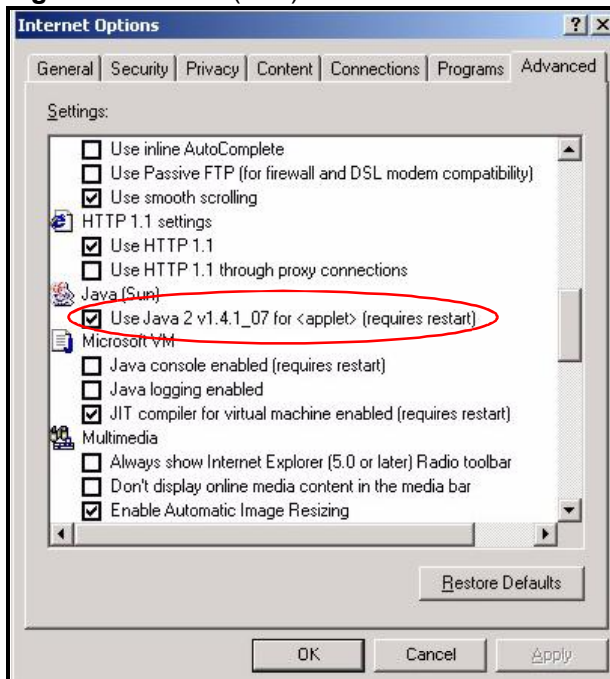 Internet Options
General Security Privacy Content Connections Programs Advanced
Settings:
Use inline AutoComplete
Use Passive FTP (for firewall and DSL modem compatibility)
Use smooth scrolling
HTTP 1.1 settings
Use HTTP 1.1
Use HTTP 1.1 through proxy connections
Java (Sun)
Use Java 2 v1.4.1_07 for <applet> (requires restart)
Microsoft VM
Java console enabled (requires restart)
Java logging enabled
JIT compiler for virtual machine enabled (requires restart)
Multimedia
Always show Internet Explorer (5.0 or later) Radio toolbar
Don't display online media content in the media bar
Enable Automatic Image Resizing
Restore Defaults
OK Cancel Apply